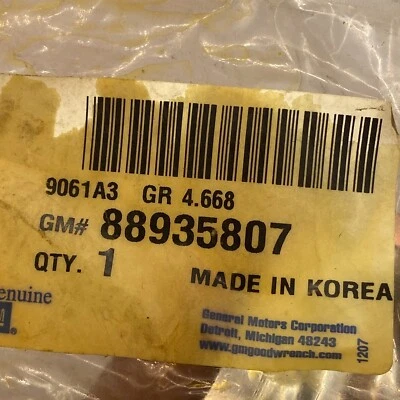 9061A3 GR 4.668
GM# 88935807
QTY. 1 MADE IN KOREA
enuine
General Motors Corporation
Detroit, Michigan 48243
www.gmgoodwrench.com
1207